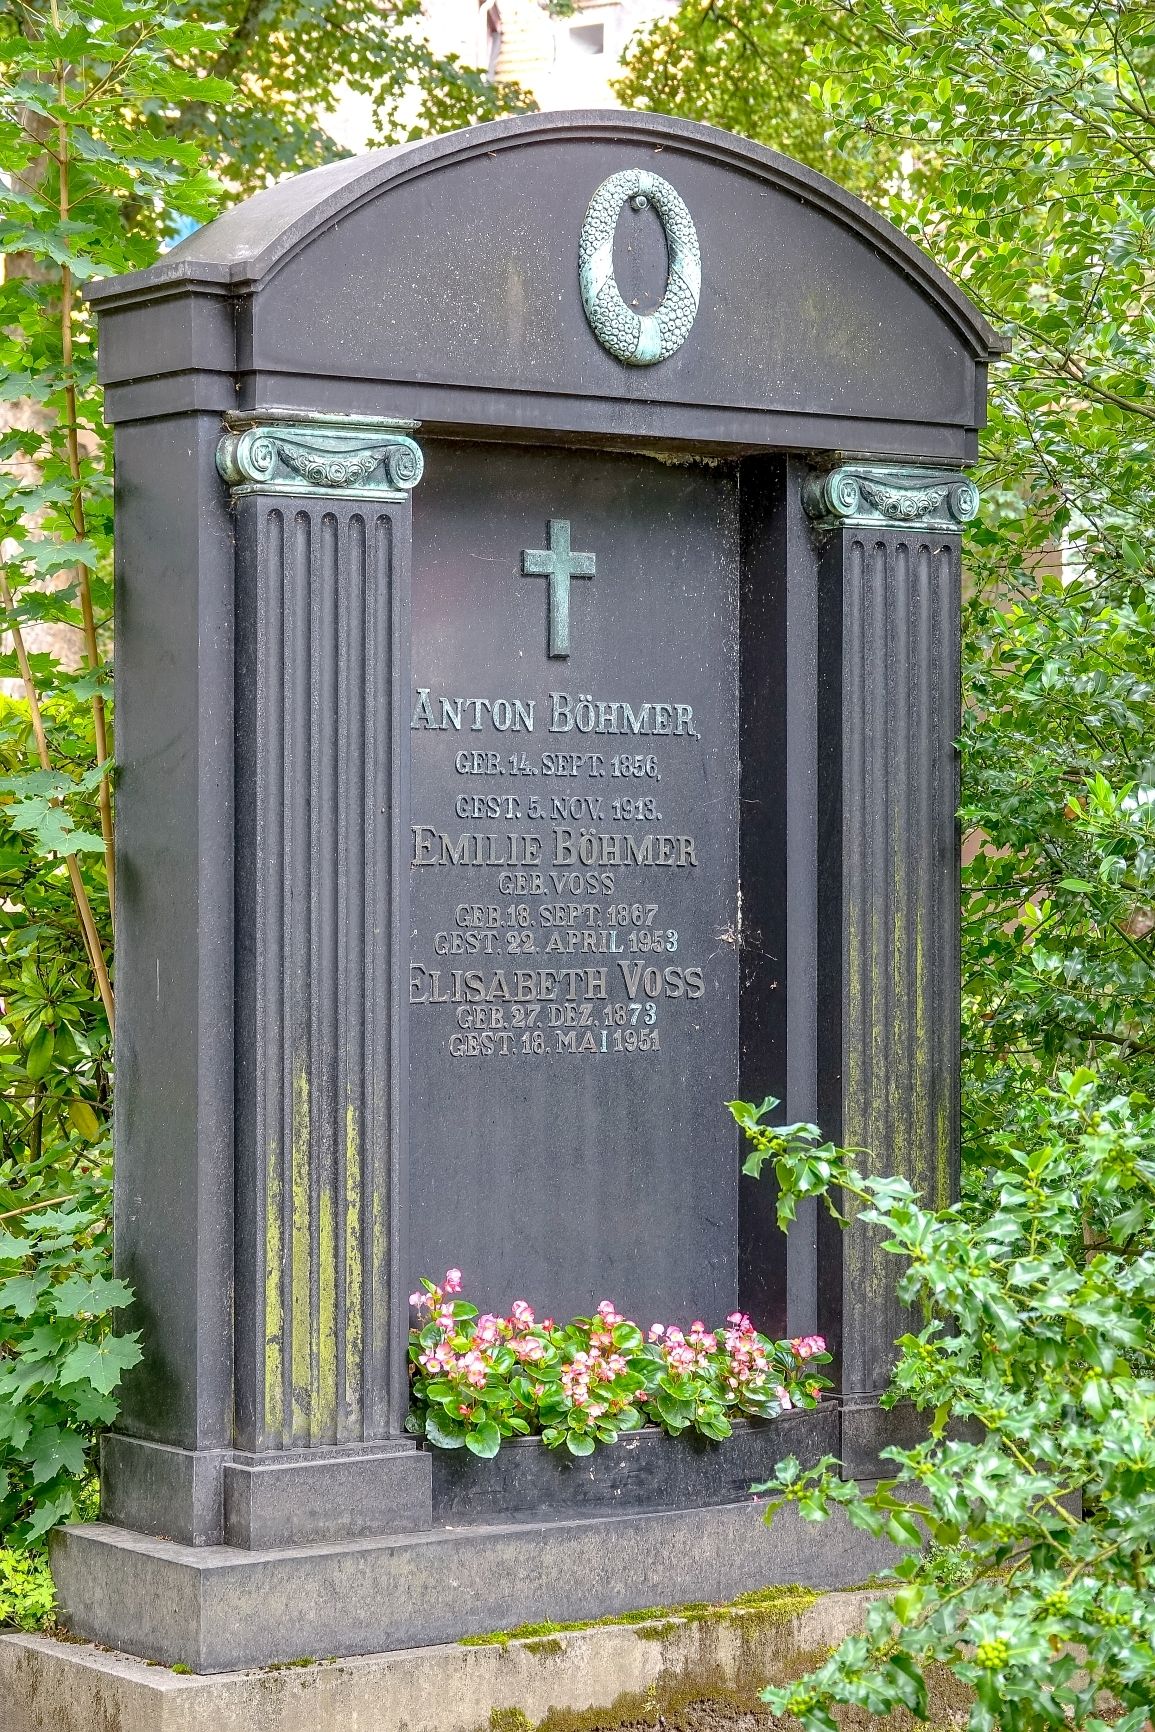 ANTON BÖHMER,
GEB. 14. SEPT. 1856,
GEST. 5. NOV. 1913.
EMILIE BÖHMER
GEB. VOSS
GEB. 18. SEPT. 1867
GEST. 22. APRIL 1953
ELISABETH VOSS
GEB. 27. DEZ. 1873
GEST. 18. MAI 1951